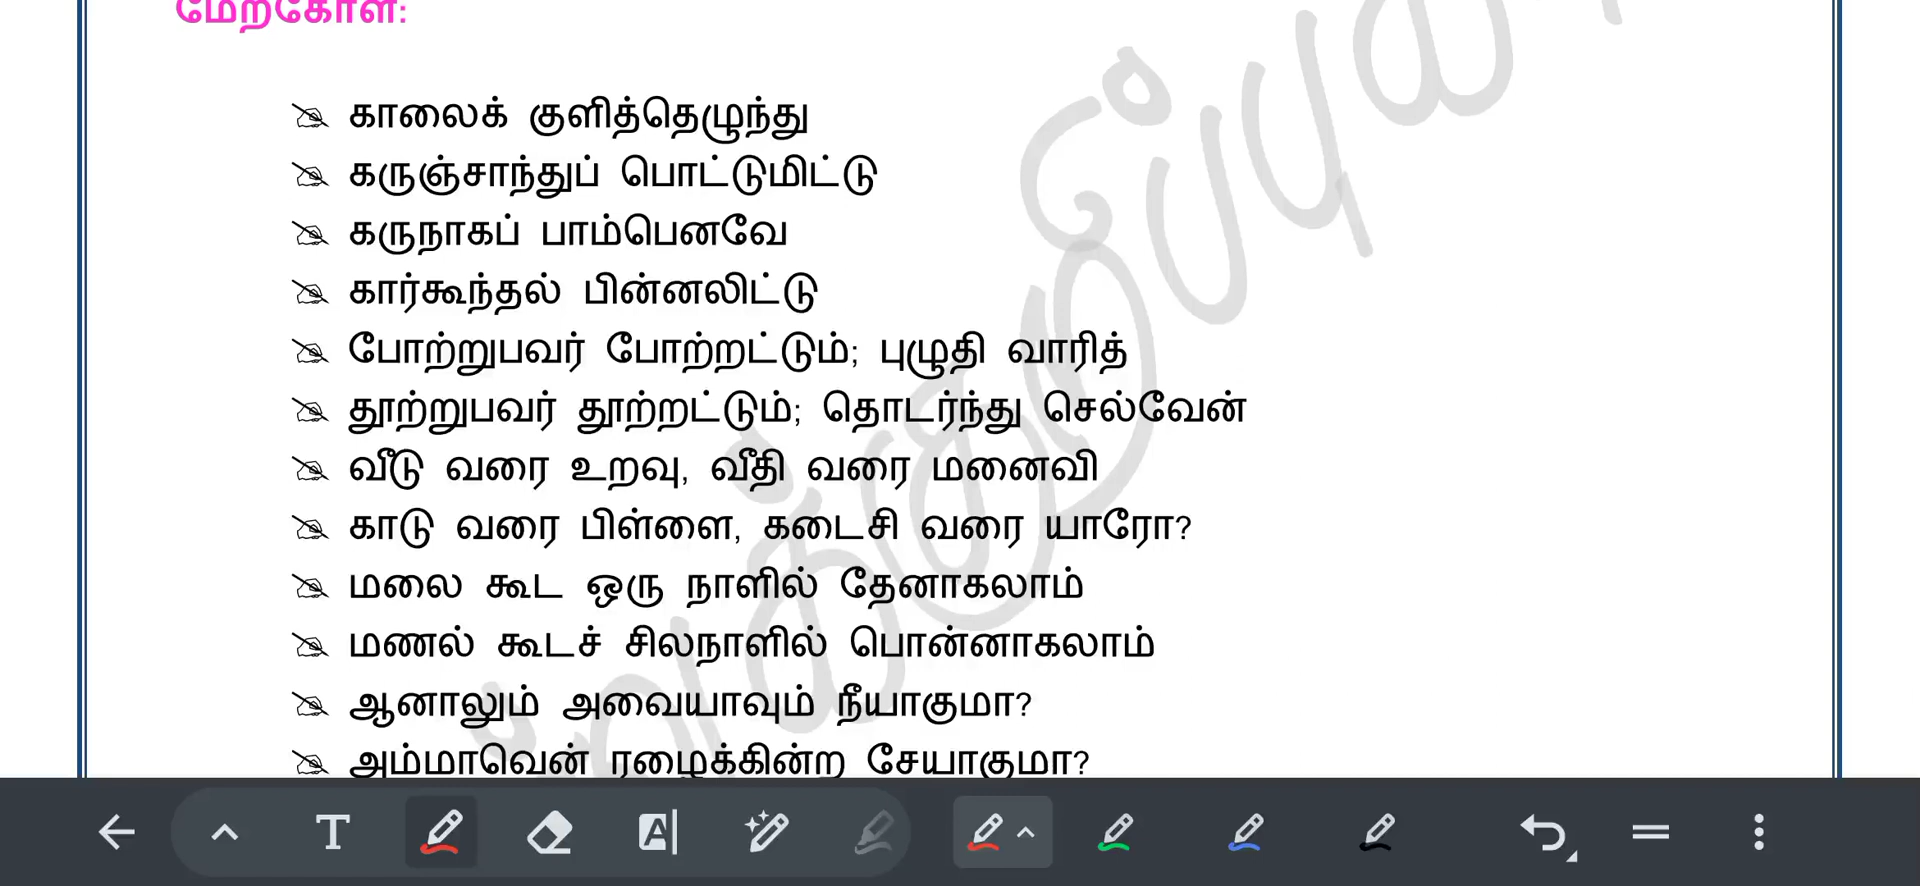 மேற்கோள்:
காலைக் குளித்தெழுந்து
கருஞ்சாந்துப் பொட்டுமிட்டு
கருநாகப் பாம்பெனவே
கார்கூந்தல் பின்னலிட்டு
போற்றுபவர் போற்றட்டும்; புழுதி வாரித்
தூற்றுபவர் தூற்றட்டும்; தொடர்ந்து செல்வேன்
வீடு வரை உறவு, வீதி வரை மனைவி
காடு வரை பிள்ளை, கடைசி வரை யாரோ?
மலை கூட ஒரு நாளில் தேனாகலாம்
மணல் கூடச் சிலநாளில் பொன்னாகலாம்
ஆனாலும் அவையாவும் நீயாகுமா?
அம்மாவென் ரழைக்கின்ற சேயாகுமா?
T
A